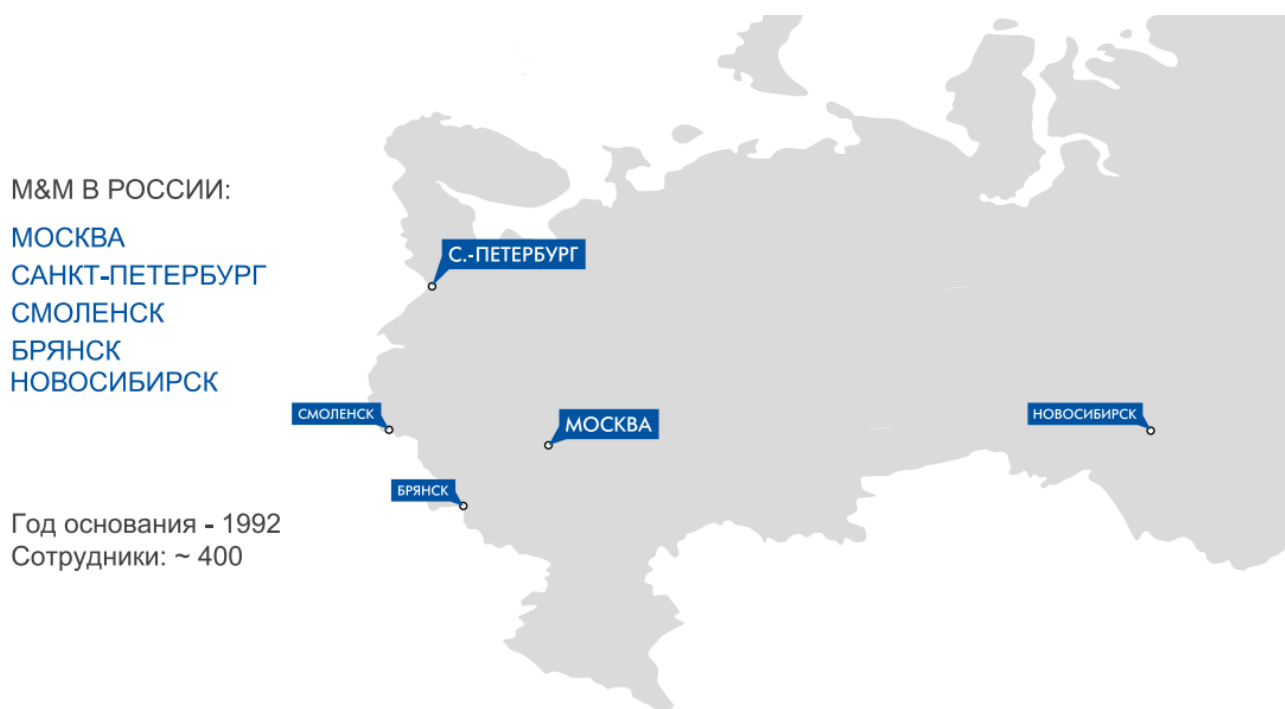 М&М В РОССИИ:
МОСКВА
САНКТ-ПЕТЕРБУРГ
СМОЛЕНСК
БРЯНСК
НОВОСИБИРСК
Год основания - 1992
Сотрудники: ~ 400
С.-ПЕТЕРБУРГ
СМОЛЕНСК
МОСКВА
НОВОСИБИРСК
БРЯНСК